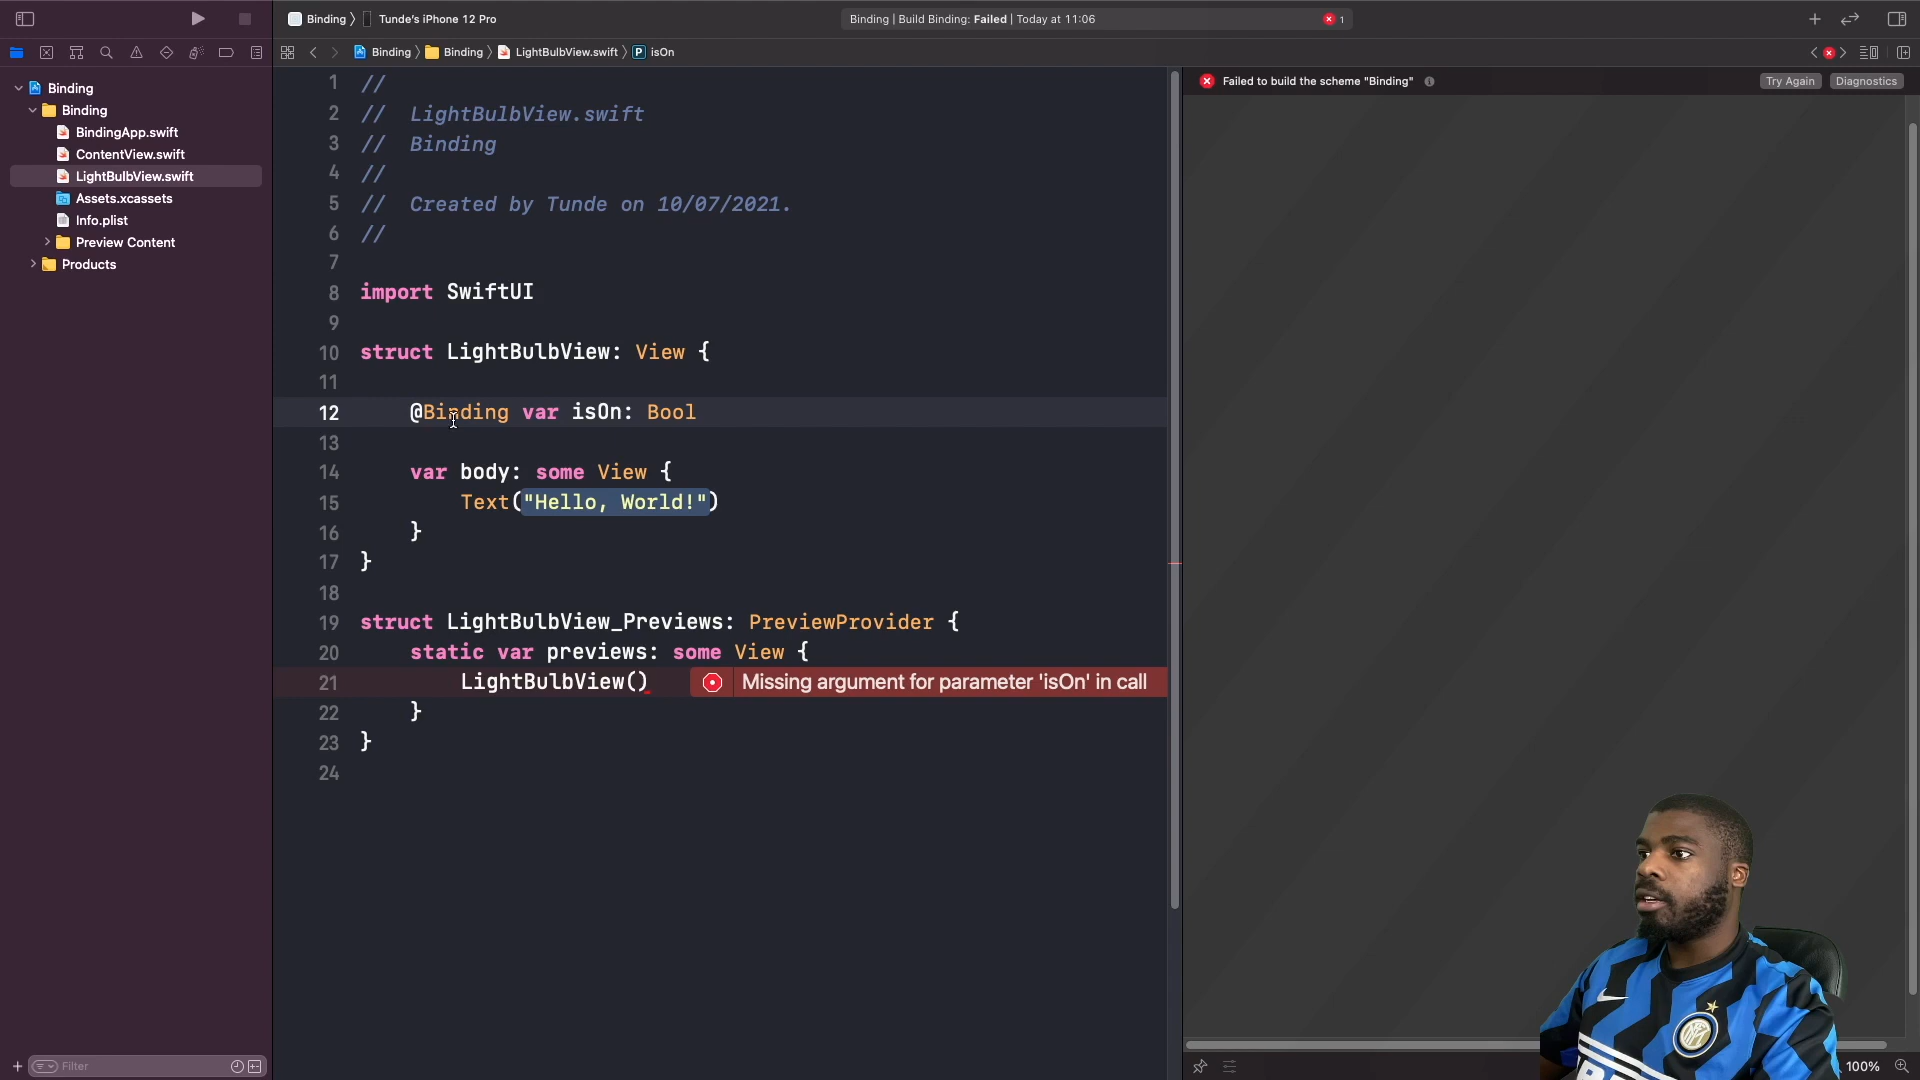 Binding 〉 Tunde's iPhone 12 Pro
Binding | Build Binding: Failed | Today at 11:06
1
Binding 〉 Binding 〉 LightBulbView.swift 〉 P isOn
Binding
Binding
BindingApp.swift
ContentView.swift
LightBulbView.swift
Assets.xcassets
Info.plist
Preview Content
Products
Filter
1 //
2 //  LightBulbView.swift
3 //  Binding
4 //
5 //  Created by Tunde on 10/07/2021.
6 //
7
8 import SwiftUI
9
10 struct LightBulbView: View {
11
12     @Binding var isOn: Bool
13
14     var body: some View {
15         Text("Hello, World!")
16     }
17 }
18
19 struct LightBulbView_Previews: PreviewProvider {
20     static var previews: some View {
21         LightBulbView() Missing argument for parameter 'isOn' in call
22     }
23 }
24
Failed to build the scheme "Binding"
Try Again
Diagnostics
100%